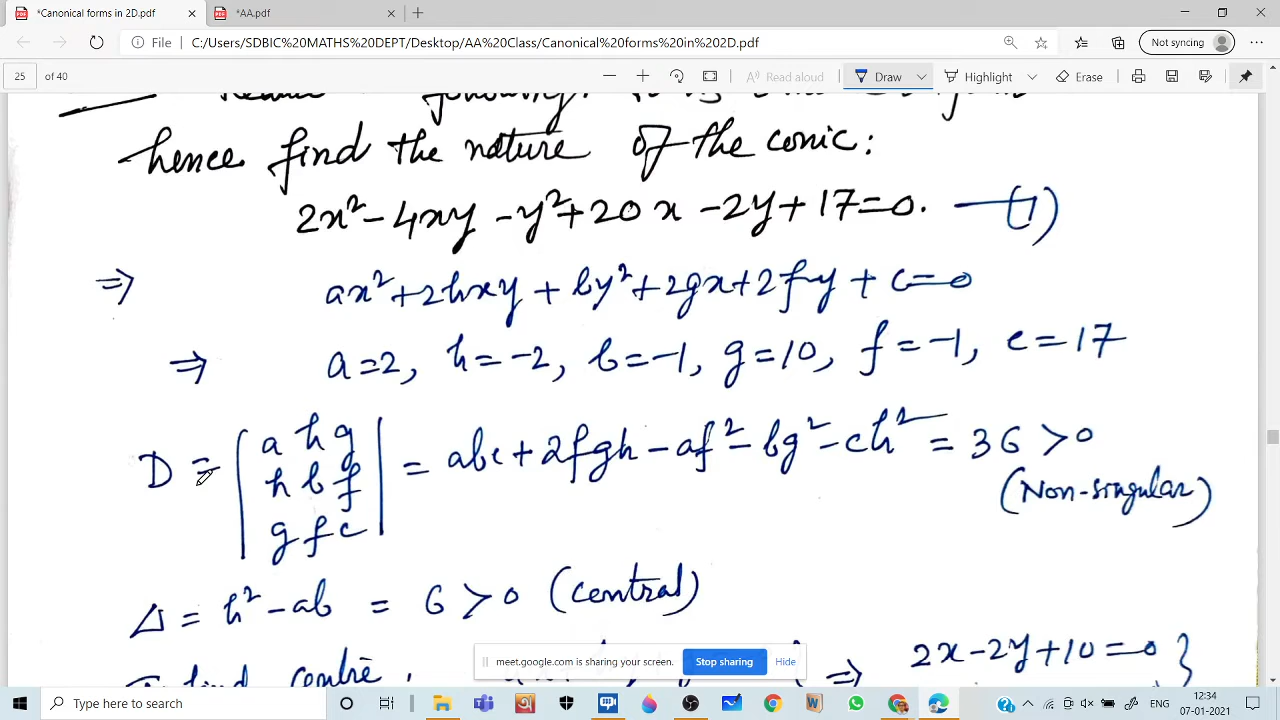 *Canonical forms in 2D.pdf
*AA.pdf
File C:/Users/SDBIC%20MATHS%20DEPT/Desktop/AA%20Class/Canonical%20forms%20in%202D.pdf
Not syncing
25 of 40
Read aloud
Draw
Highlight
Erase
following
hence find the nature of the conic:
2x²-4xy-y²+20x-2y+17=0. —(1)
⇒ ax²+2hxy+by²+2gx+2fy+c=0
⇒ a=2, h=-2, b=-1, g=10, f=-1, c=17
D = | a h g | = abc+2fgh-af²-bg²-ch² = 36 >0
h b f
(Non-singular)
g f c
Δ = h²-ab = 6 >0 (central)
2x-2y+10=0 }
find centre, ⇒
meet.google.com is sharing your screen.
Stop sharing
Hide
Type here to search
ENG
12:34
07-01-2021